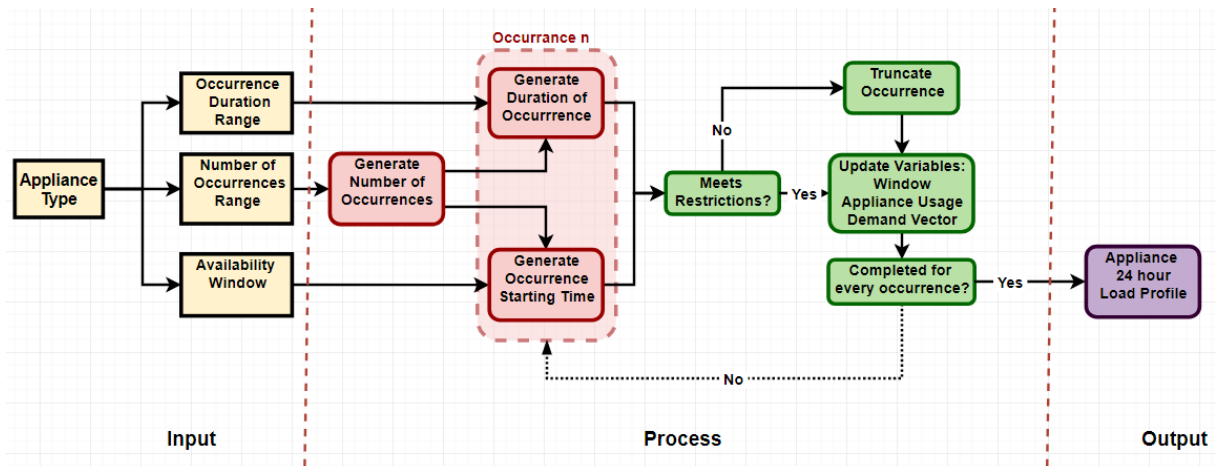 Appliance
Type
Occurrence
Duration
Range
Number of
Occurrences
Range
Availability
Window
Generate
Number of
Occurrences
Occurrance n
Generate
Duration of
Occurrrence
Generate
Occurrence
Starting Time
Meets
Restrictions?
No
Yes
Truncate
Occurrence
Update Variables:
Window
Appliance Usage
Demand Vector
Completed for
every occurrence?
Yes
No
Appliance
24 hour
Load Profile
Input
Process
Output